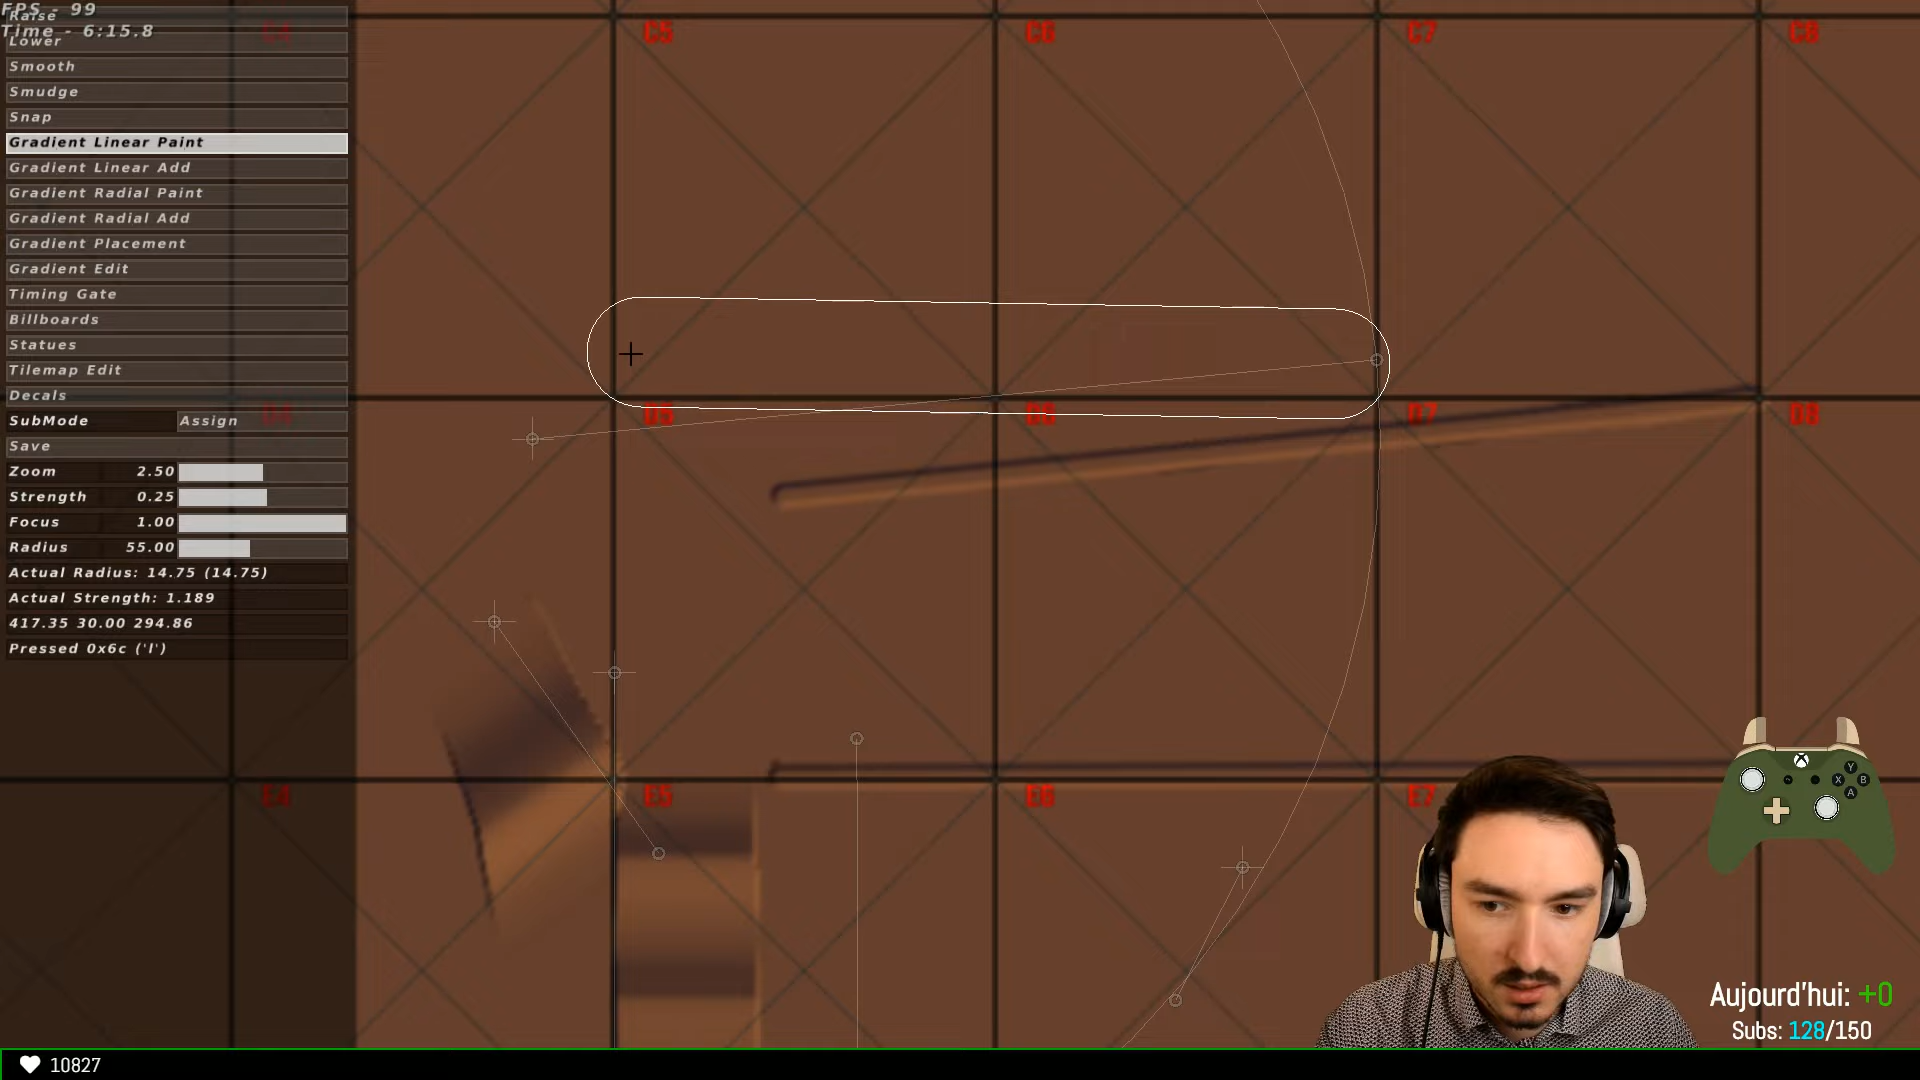 FPS - 99
Raise
Time - 6:15.8
Lower
Smooth
Smudge
Snap
Gradient Linear Paint
Gradient Linear Add
Gradient Radial Paint
Gradient Radial Add
Gradient Placement
Gradient Edit
Timing Gate
Billboards
Statues
Tilemap Edit
Decals
SubMode Assign
Save
Zoom 2.50
Strength 0.25
Focus 1.00
Radius 55.00
Actual Radius: 14.75 (14.75)
Actual Strength: 1.189
417.35 30.00 294.86
Pressed 0x6c ('l')
C4 C5 C6 C7 C8
D4 D5 D6 D7 D8
E4 E5 E6 E7
Y
X B
A
Aujourd'hui: +0
Subs: 128/150
10827